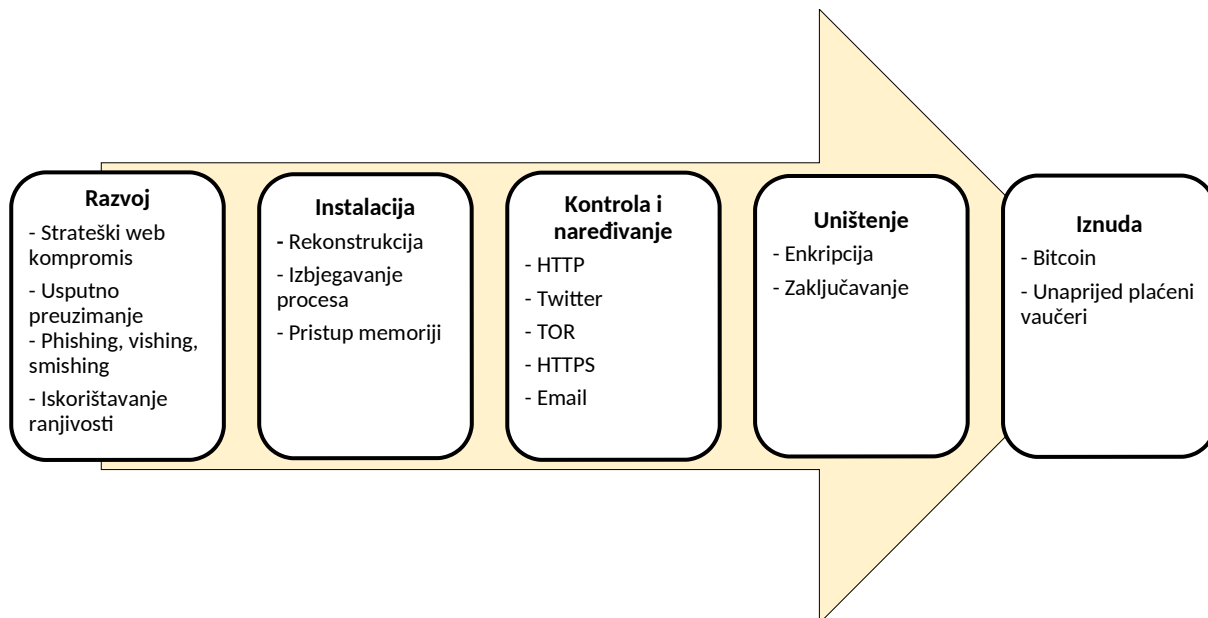 Razvoj
- Strateški web
kompromis
- Usputno
preuzimanje
- Phishing, vishing,
smishing
- Iskorištavanje
ranjivosti
Instalacija
- Rekonstrukcija
- Izbjegavanje
procesa
- Pristup memoriji
Kontrola i
naređivanje
- HTTP
- Twitter
- TOR
- HTTPS
- Email
Uništenje
- Enkripcija
- Zaključavanje
Iznuda
- Bitcoin
- Unaprijed plaćeni
vaučeri